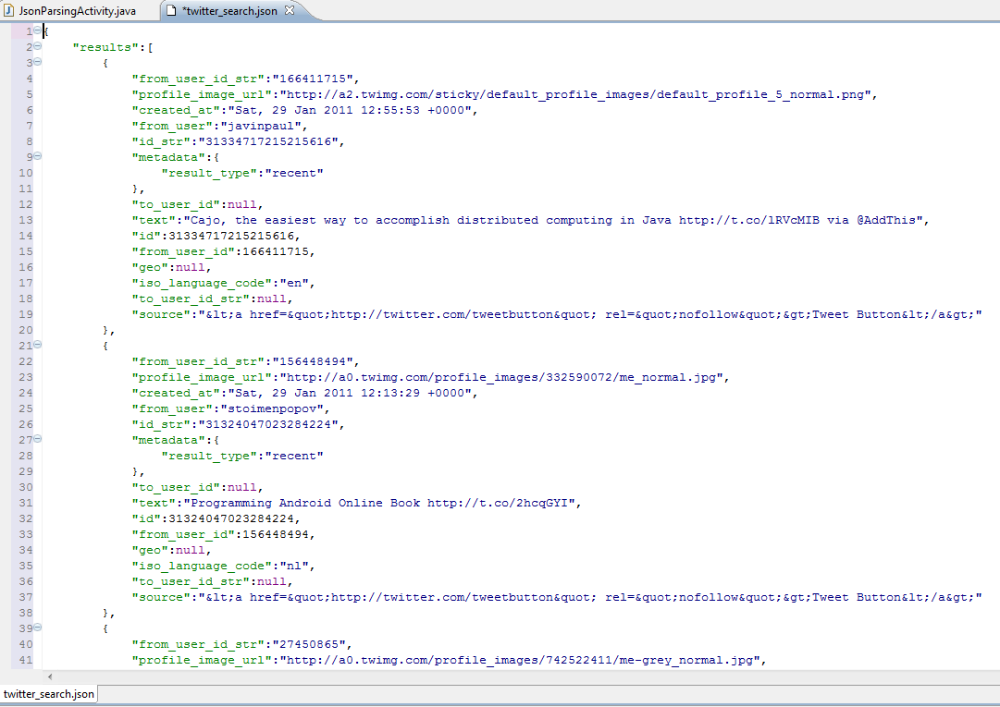 JsonParsingActivity.java *twitter_search.json
1 {
2 "results":[
3 {
4 "from_user_id_str":"166411715",
5 "profile_image_url":"http://a2.twimg.com/sticky/default_profile_images/default_profile_5_normal.png",
6 "created_at":"Sat, 29 Jan 2011 12:55:53 +0000",
7 "from_user":"javinpaul",
8 "id_str":"31334717215215616",
9 "metadata":{
10 "result_type":"recent"
11 },
12 "to_user_id":null,
13 "text":"Cajo, the easiest way to accomplish distributed computing in Java http://t.co/lRVcMIB via @AddThis",
14 "id":31334717215215616,
15 "from_user_id":166411715,
16 "geo":null,
17 "iso_language_code":"en",
18 "to_user_id_str":null,
19 "source":"&lt;a href=&quot;http://twitter.com/tweetbutton&quot; rel=&quot;nofollow&quot;&gt;Tweet Button&lt;/a&gt;"
20 },
21 {
22 "from_user_id_str":"156448494",
23 "profile_image_url":"http://a0.twimg.com/profile_images/332590072/me_normal.jpg",
24 "created_at":"Sat, 29 Jan 2011 12:13:29 +0000",
25 "from_user":"stoimenpopov",
26 "id_str":"31324047023284224",
27 "metadata":{
28 "result_type":"recent"
29 },
30 "to_user_id":null,
31 "text":"Programming Android Online Book http://t.co/2hcqGYI",
32 "id":31324047023284224,
33 "from_user_id":156448494,
34 "geo":null,
35 "iso_language_code":"nl",
36 "to_user_id_str":null,
37 "source":"&lt;a href=&quot;http://twitter.com/tweetbutton&quot; rel=&quot;nofollow&quot;&gt;Tweet Button&lt;/a&gt;"
38 },
39 {
40 "from_user_id_str":"27450865",
41 "profile_image_url":"http://a0.twimg.com/profile_images/742522411/me-grey_normal.jpg",
twitter_search.json